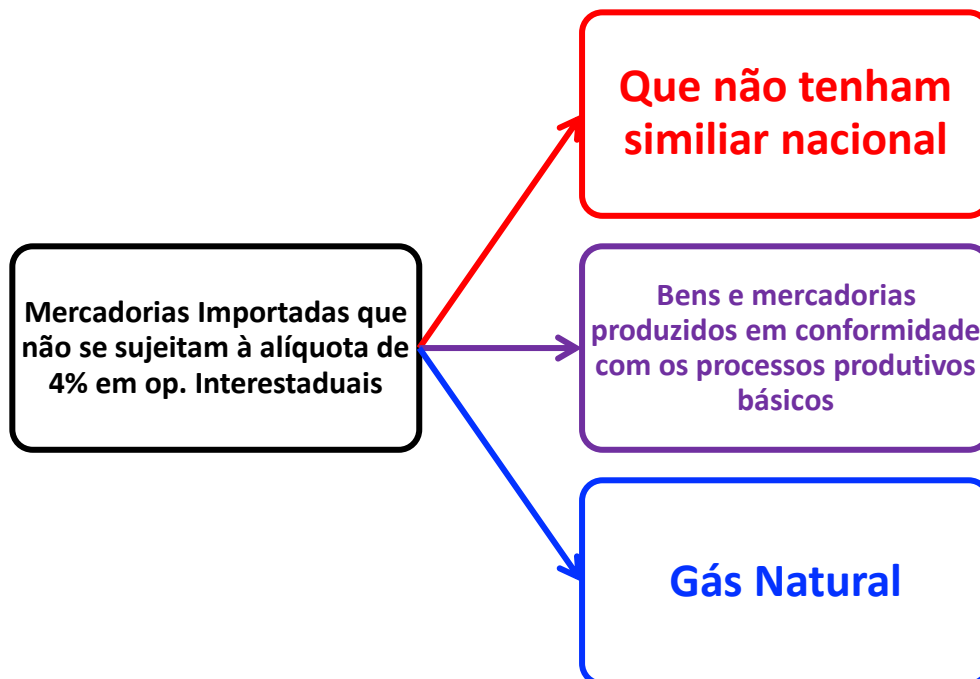 Mercadorias Importadas que
não se sujeitam à alíquota de
4% em op. Interestaduais
Que não tenham
similiar nacional
Bens e mercadorias
produzidos em conformidade
com os processos produtivos
básicos
Gás Natural